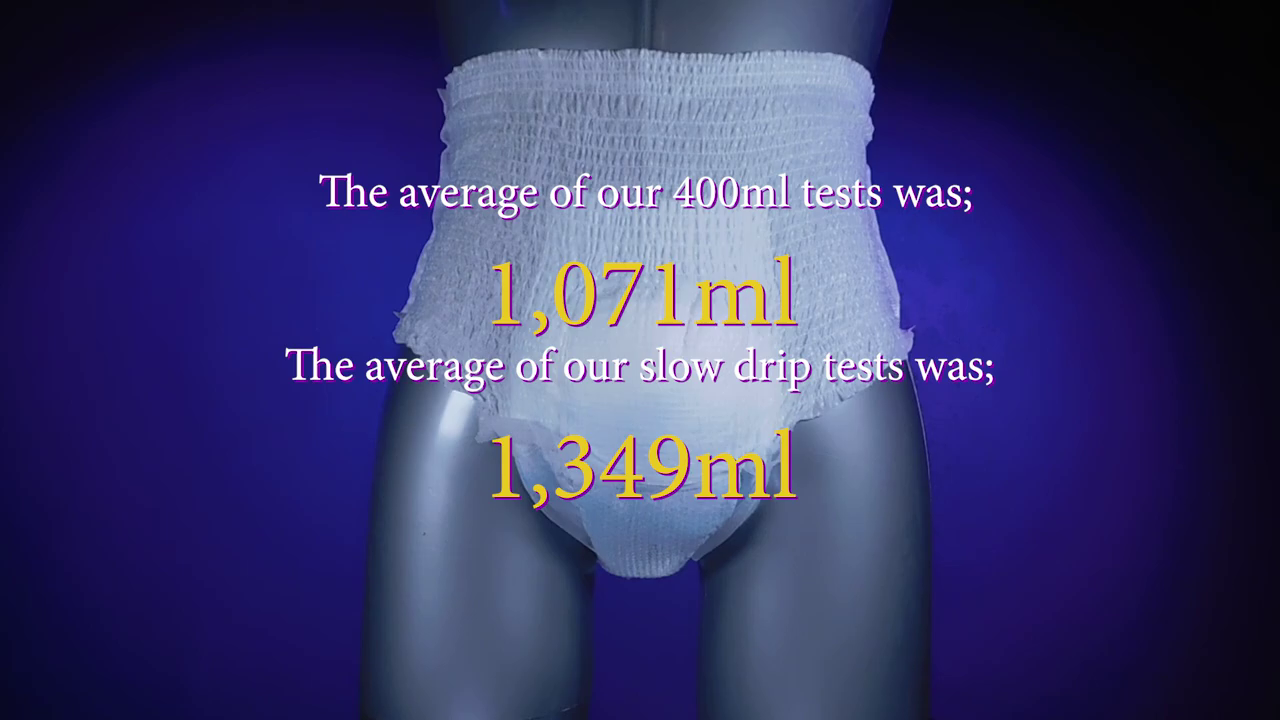 The average of our 400ml tests was;
1,071ml
The average of our slow drip tests was;
1,349ml